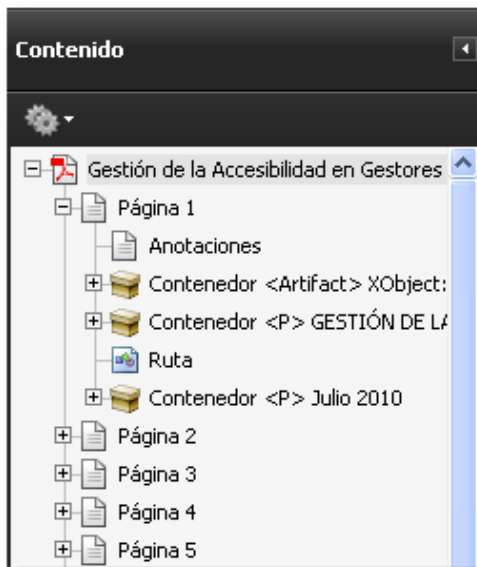 Contenido
Gestión de la Accesibilidad en Gestores
Página 1
Anotaciones
Contenedor <Artifact> XObject:
Contenedor <P> GESTIÓN DE LA
Ruta
Contenedor <P> Julio 2010
Página 2
Página 3
Página 4
Página 5